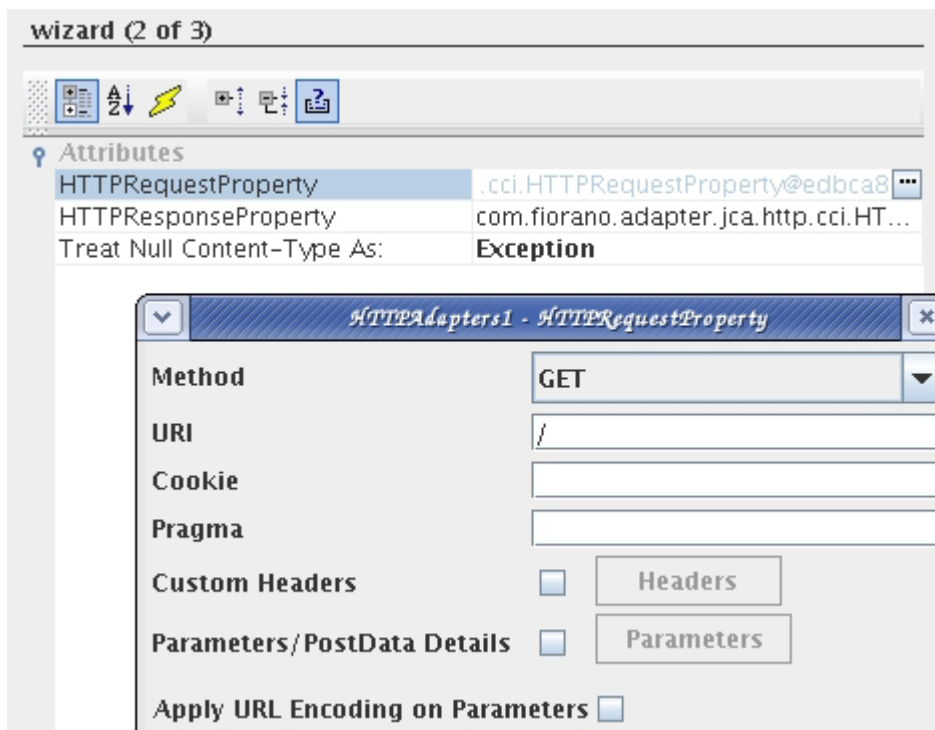 wizard (2 of 3)
Attributes
HTTPRequestProperty .cci.HTTPRequestProperty@edbca8 ...
HTTPResponseProperty com.fiorano.adapter.jca.http.cci.HT...
Treat Null Content-Type As: Exception
HTTPAdapters1 - HTTPRequestProperty
Method GET
URI /
Cookie
Pragma
Custom Headers Headers
Parameters/PostData Details Parameters
Apply URL Encoding on Parameters